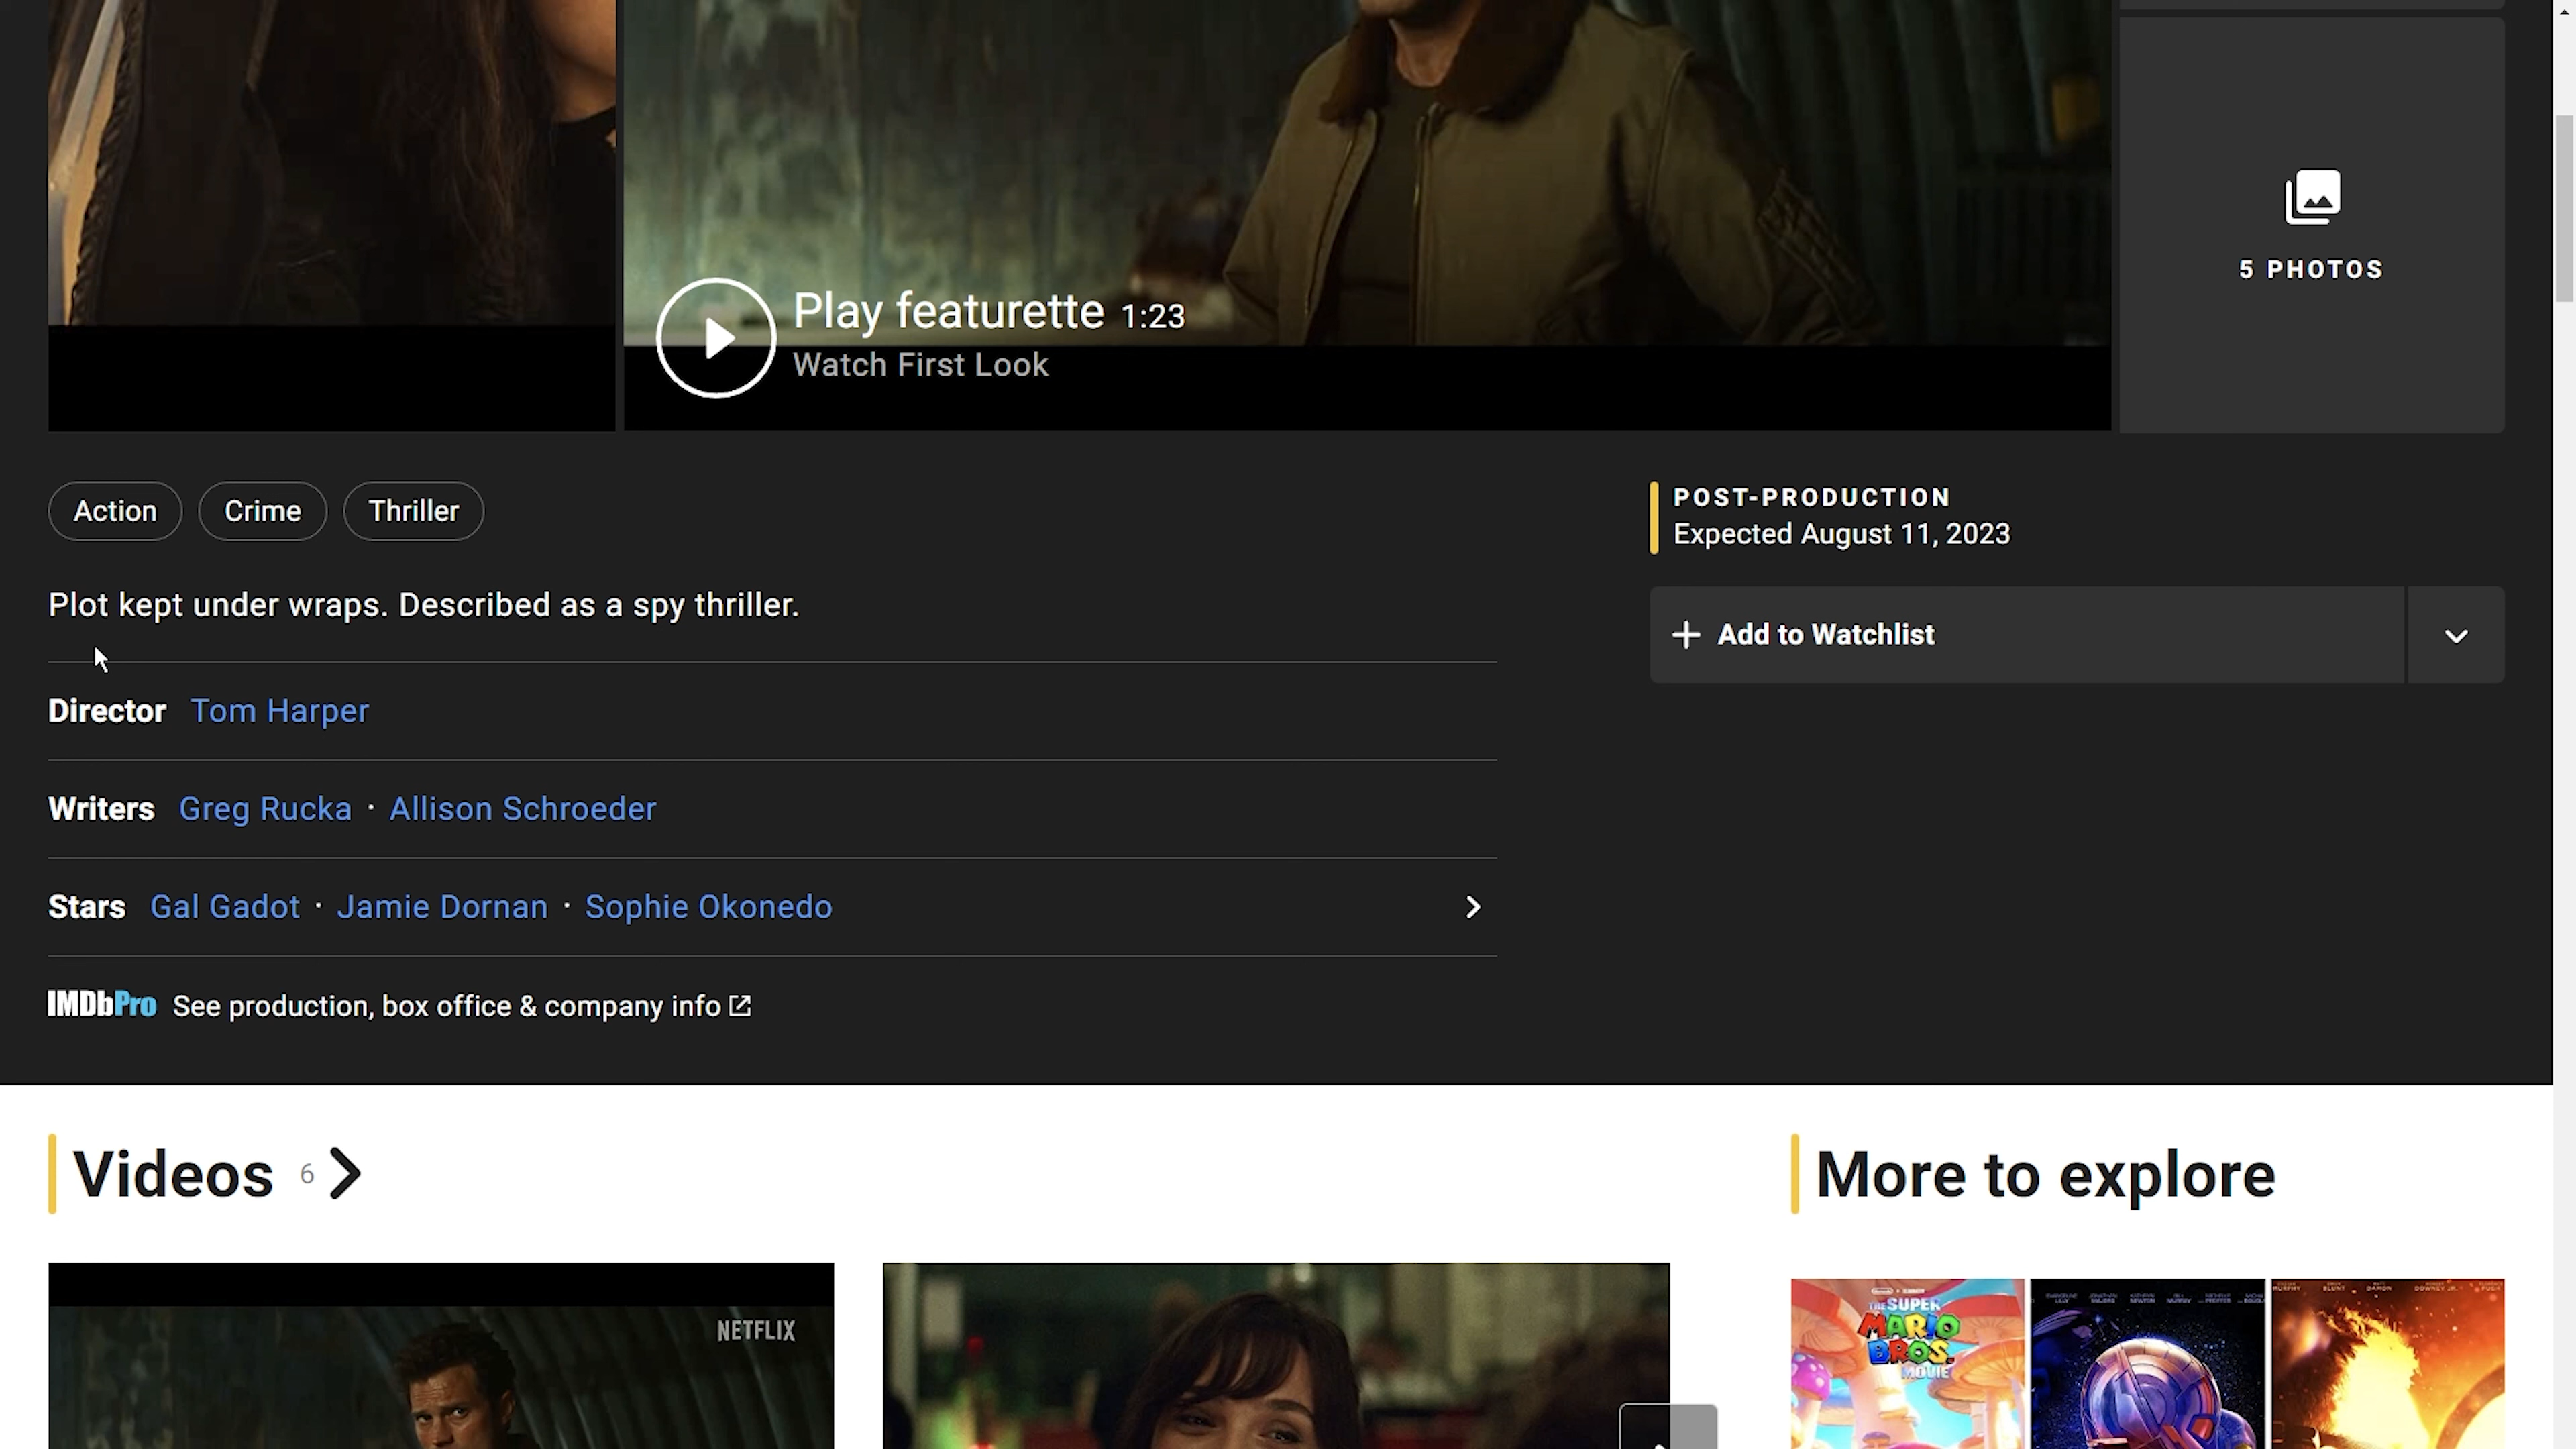 5 PHOTOS
Play featurette 1:23
Watch First Look
Action Crime Thriller
POST-PRODUCTION
Expected August 11, 2023
Plot kept under wraps. Described as a spy thriller.
+ Add to Watchlist
Director Tom Harper
Writers Greg Rucka · Allison Schroeder
Stars Gal Gadot · Jamie Dornan · Sophie Okonedo
IMDbPro See production, box office & company info
Videos 6
More to explore
NETFLIX
THE SUPER
MARIO
BROS.
MOVIE